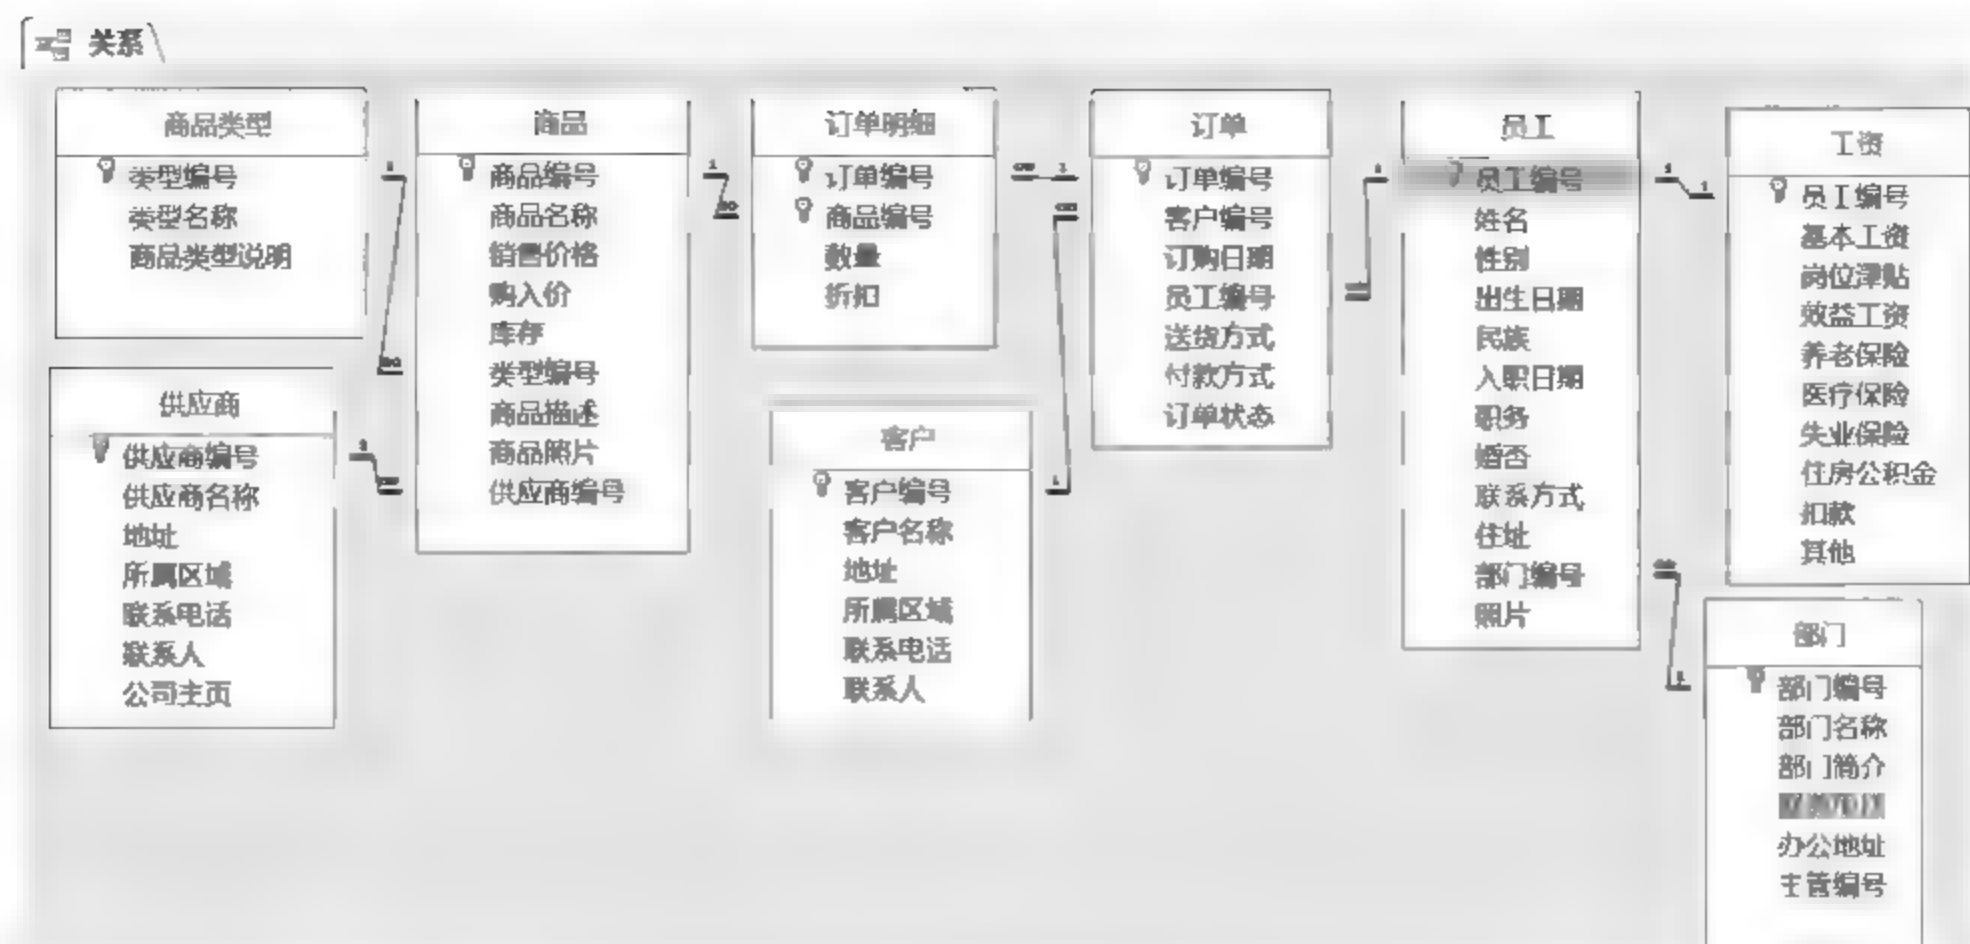 关系
商品类型
类型编号
类型名称
商品类型说明
供应商
供应商编号
供应商名称
地址
所属区域
联系电话
联系人
公司主页
商品
商品编号
商品名称
销售价格
购入价
库存
类型编号
商品描述
商品照片
供应商编号
订单明细
订单编号
商品编号
数量
折扣
客户
客户编号
客户名称
地址
所属区域
联系电话
联系人
订单
订单编号
客户编号
订购日期
员工编号
送货方式
付款方式
订单状态
员工
员工编号
姓名
性别
出生日期
民族
入职日期
职务
婚否
联系方式
住址
部门编号
照片
工资
员工编号
基本工资
岗位津贴
效益工资
养老保险
医疗保险
失业保险
住房公积金
扣款
其他
部门
部门编号
部门名称
部门简介
办公地址
主管编号